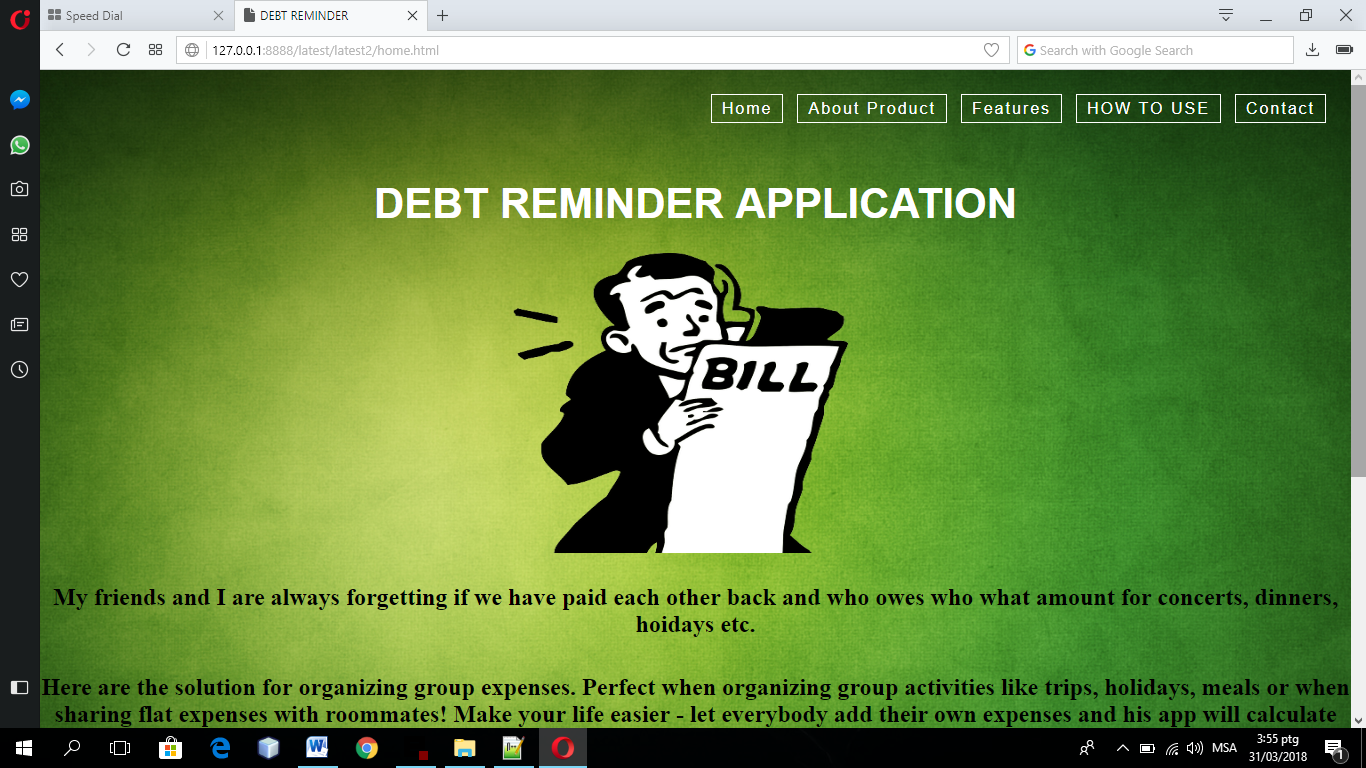 Speed Dial
DEBT REMINDER
127.0.0.1:8888/latest/latest2/home.html
Search with Google Search
Home About Product Features HOW TO USE Contact
DEBT REMINDER APPLICATION
BILL
My friends and I are always forgetting if we have paid each other back and who owes who what amount for concerts, dinners,
hoidays etc.
Here are the solution for organizing group expenses. Perfect when organizing group activities like trips, holidays, meals or when
sharing flat expenses with roommates! Make your life easier - let everybody add their own expenses and his app will calculate
MSA
3:55 ptg
31/03/2018
1